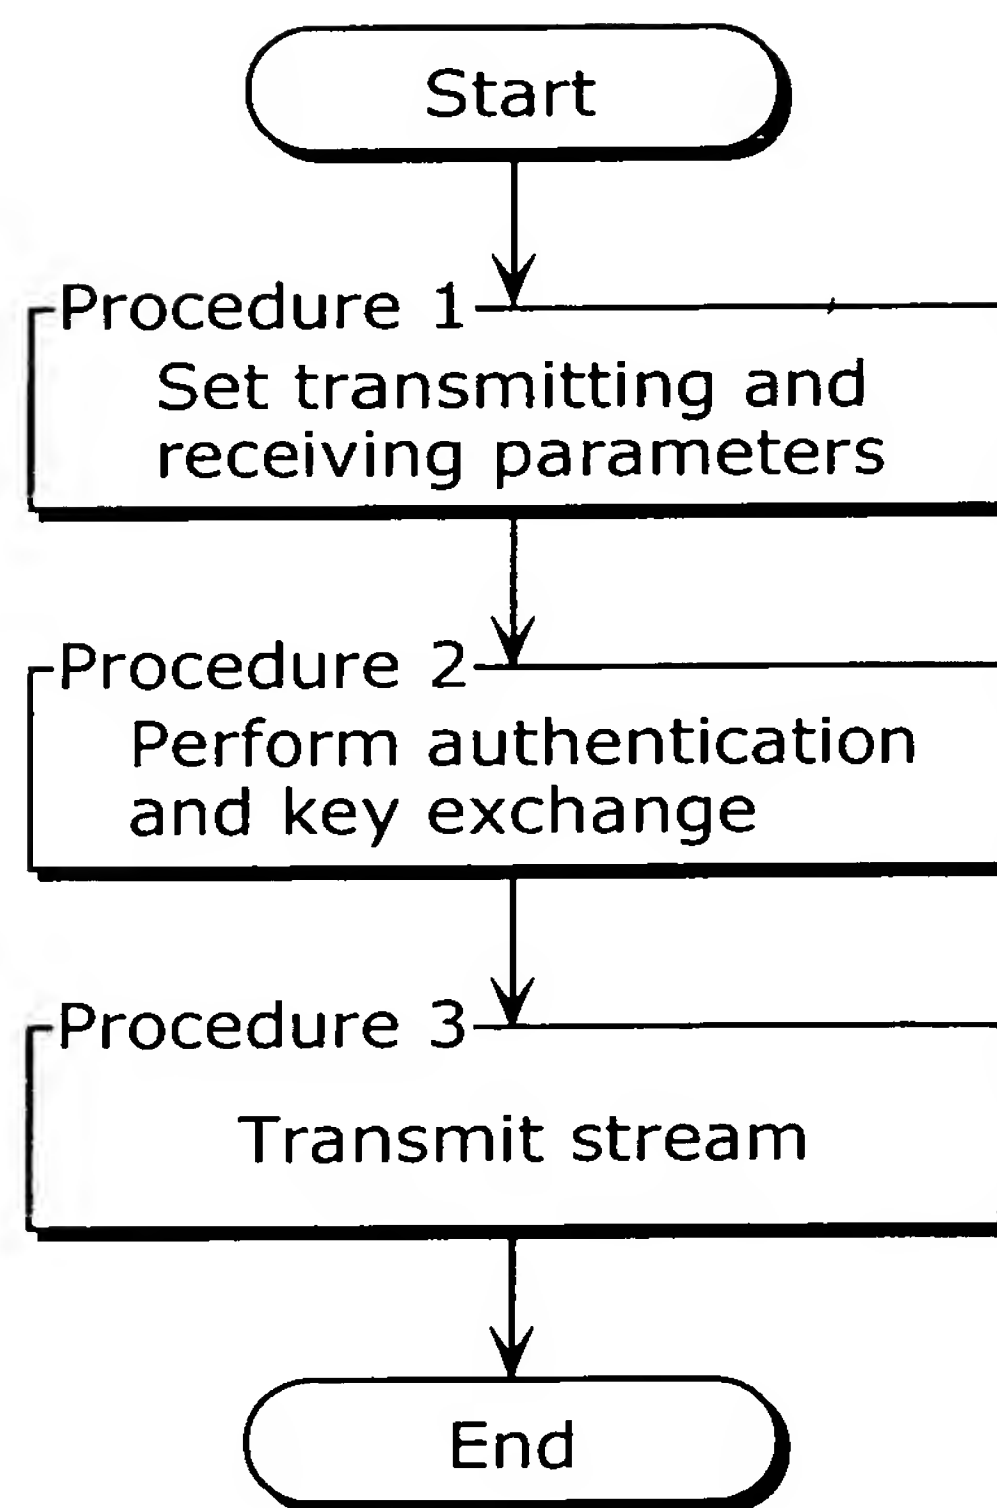 Start
Procedure 1
Set transmitting and
receiving parameters
Procedure 2
Perform authentication
and key exchange
Procedure 3
Transmit stream
End